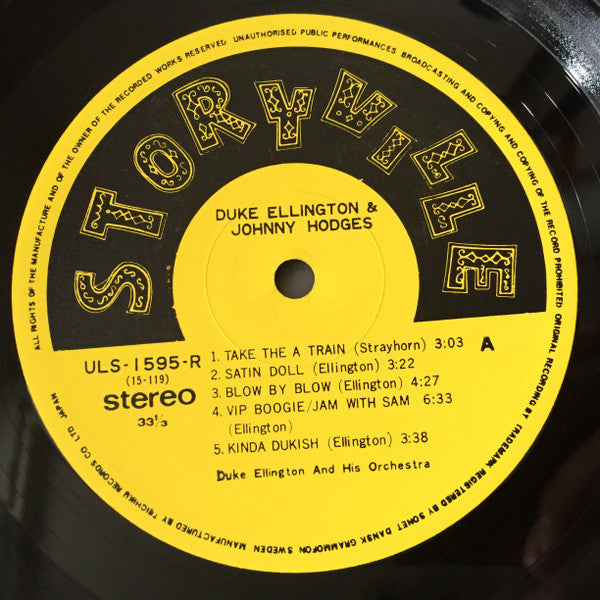 ALL RIGHTS OF THE MANUFACTURE AND OF THE OWNER OF THE RECORDED WORKS RESERVED UNAUTHORISED PUBLIC PERFORMANCES BROADCASTING AND COPYING AND COPYING OF THE RECORD PROHIBITED ORIGINAL RECORDING BY TRADEMARK REGISTERED BY SONET DANSK GRAMMOFON SWEDEN MANUFACTURED BY RECORDS CO LTD JAPAN
STORYVILLE
DUKE ELLINGTON &
JOHNNY HODGES
ULS-1595-R
(15-119)
stereo
33⅓
1. TAKE THE A TRAIN (Strayhorn) 3:03
A
2. SATIN DOLL (Ellington) 3:22
3. BLOW BY BLOW (Ellington) 4:27
4. VIP BOOGIE/JAM WITH SAM 6:33
(Ellington)
5. KINDA DUKISH (Ellington) 3:38
Duke Ellington And His Orchestra